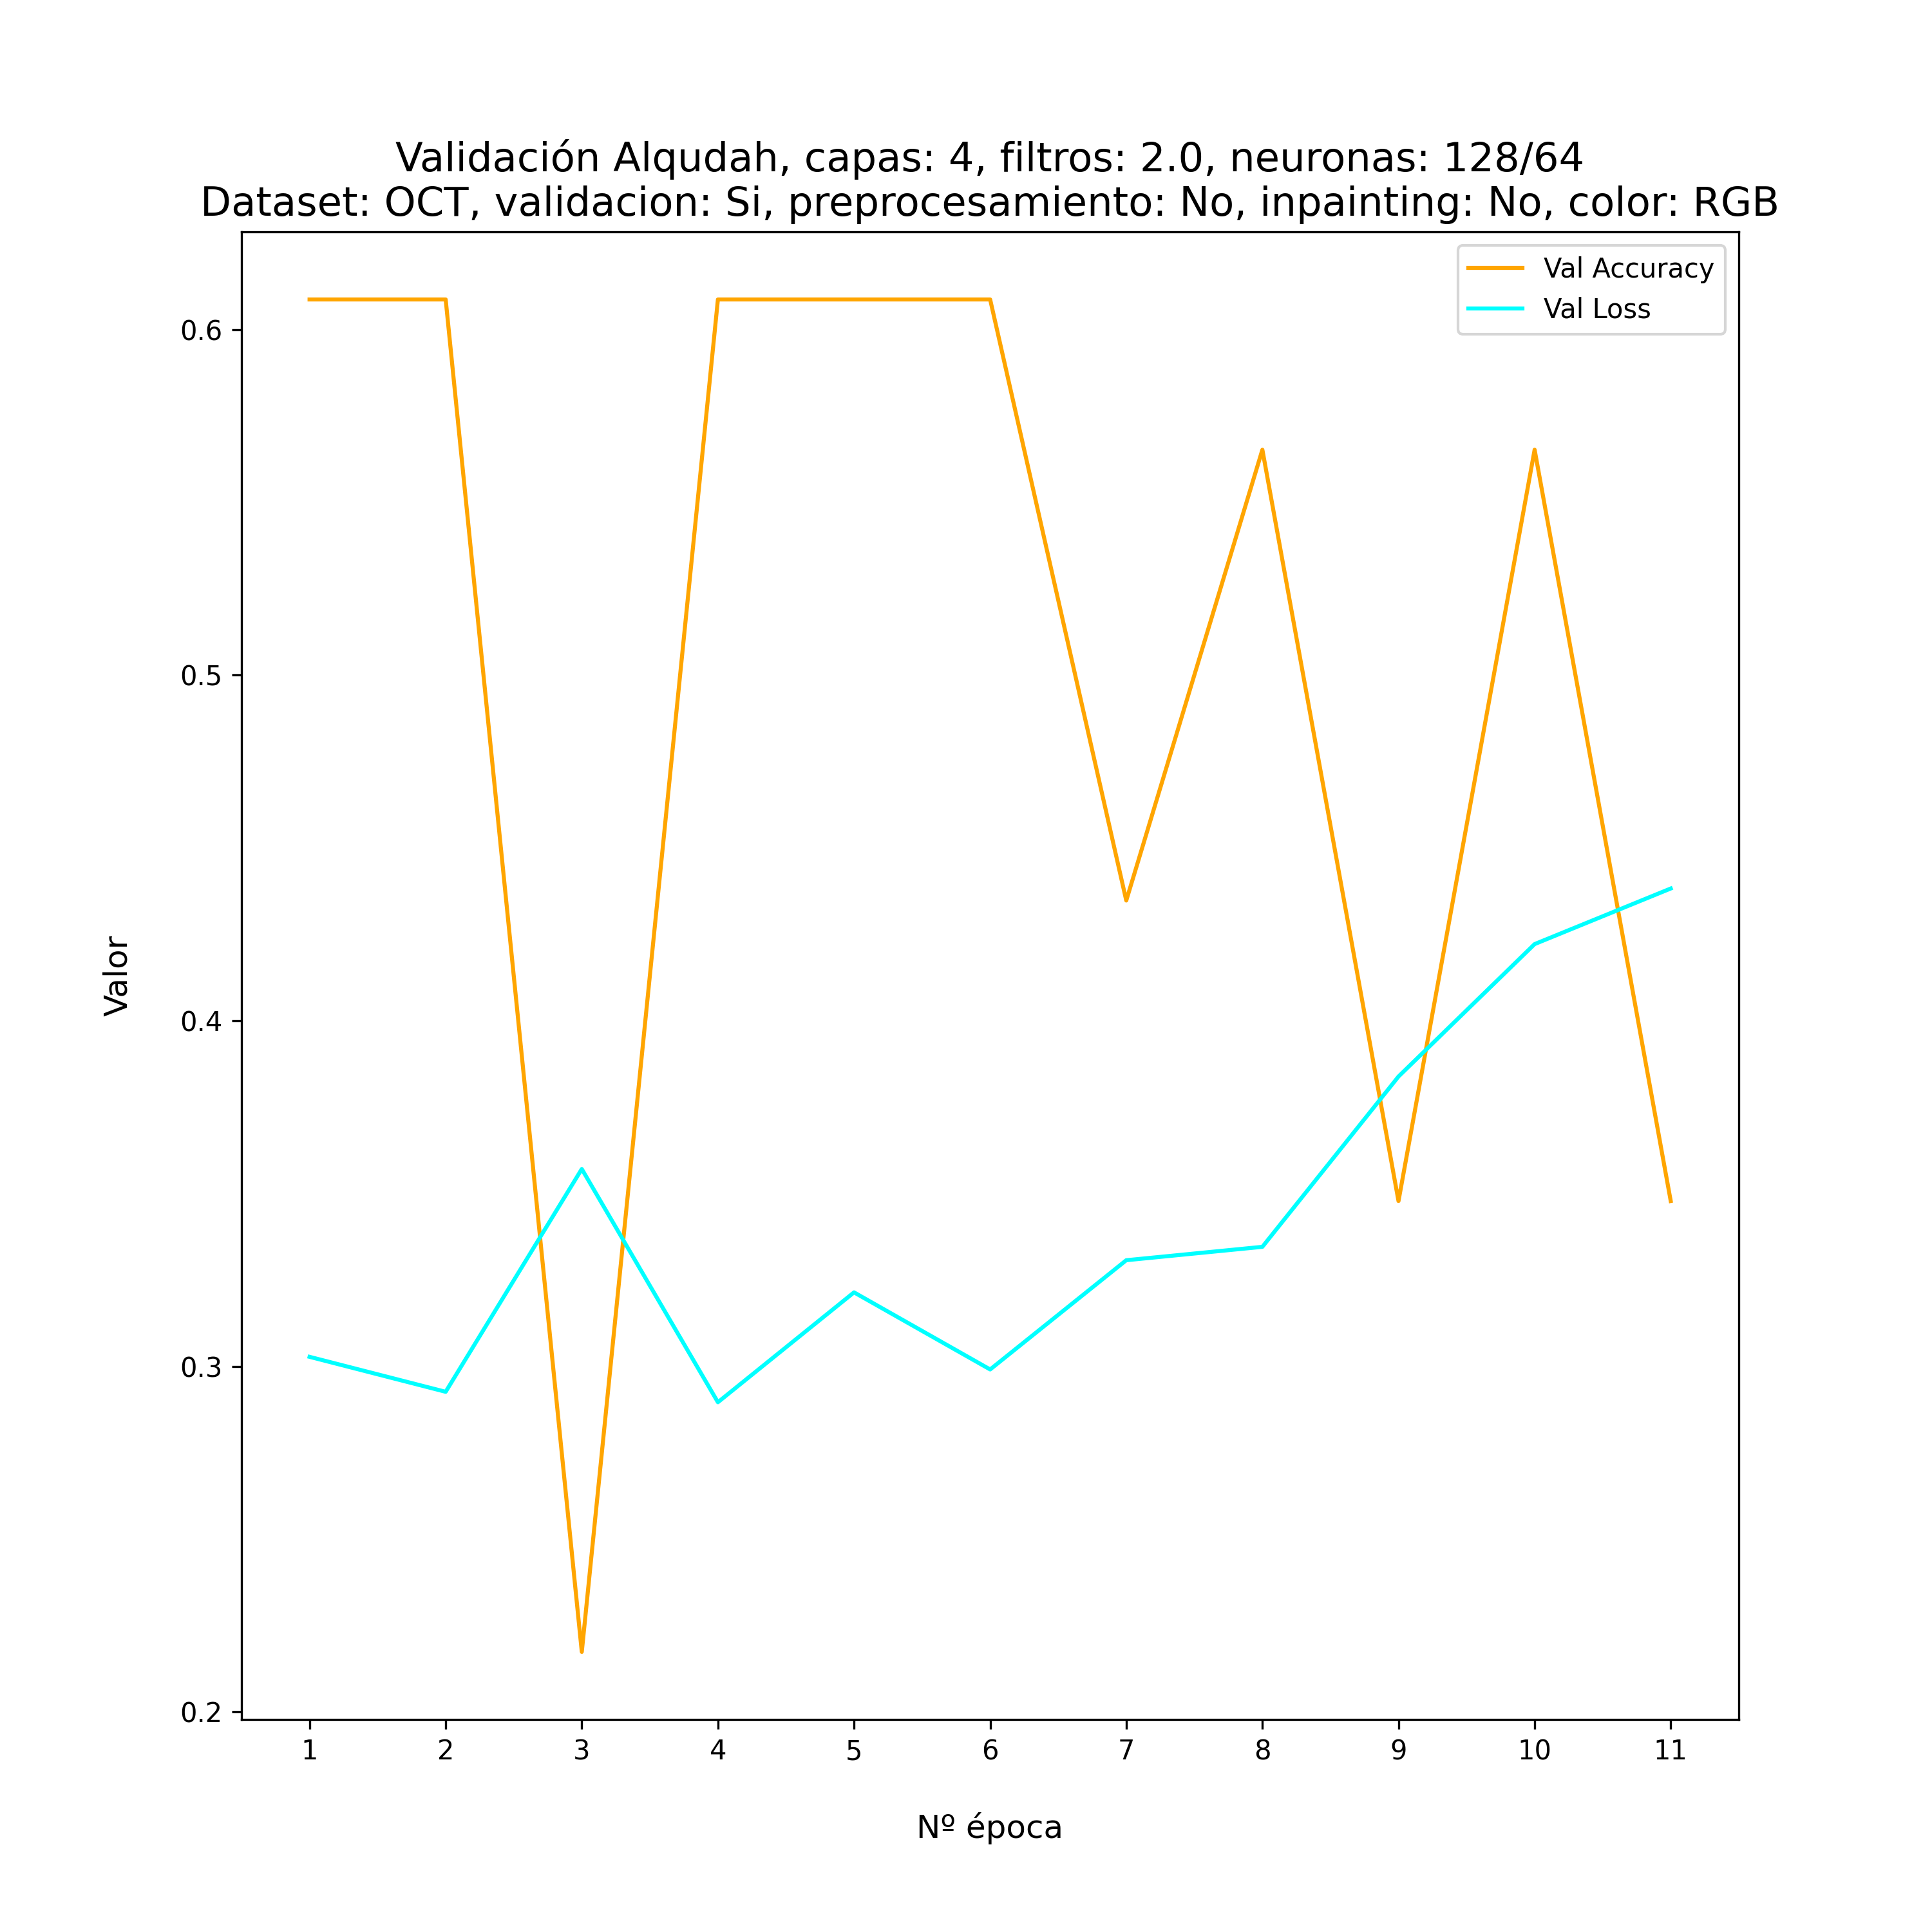 Validación Alqudah, capas: 4, filtros: 2.0, neuronas: 128/64
Dataset: OCT, validacion: Si, preprocesamiento: No, inpainting: No, color: RGB
Val Accuracy
Val Loss
0.6
0.5
0.4
0.3
0.2
Valor
1 2 3 4 5 6 7 8 9 10 11
Nº época